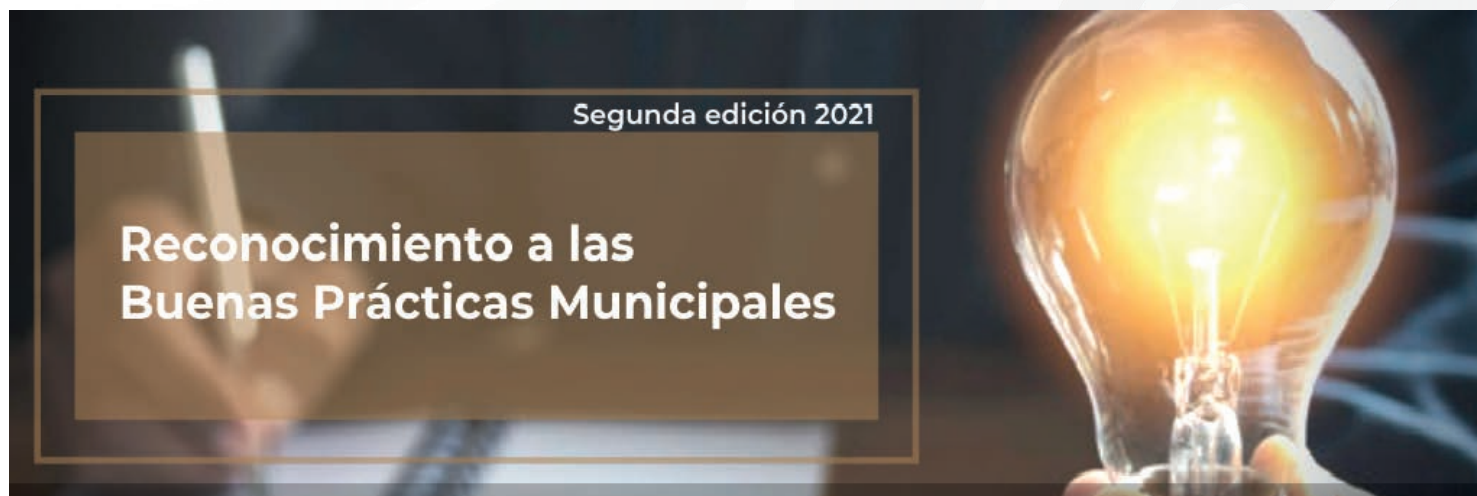 Segunda edición 2021
Reconocimiento a las
Buenas Prácticas Municipales